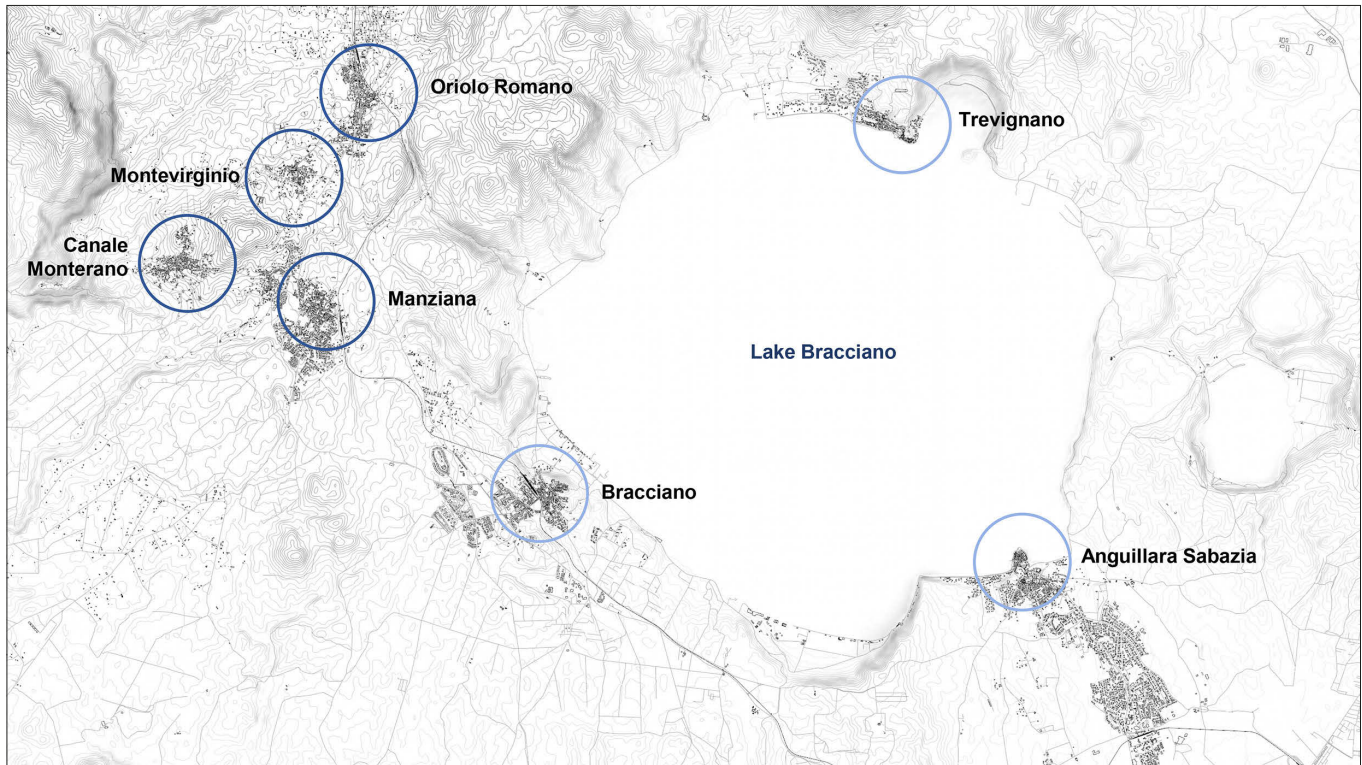 Oriolo Romano
Trevignano
Montevirginio
Canale
Monterano
Manziana
Lake Bracciano
Bracciano
Anguillara Sabazia